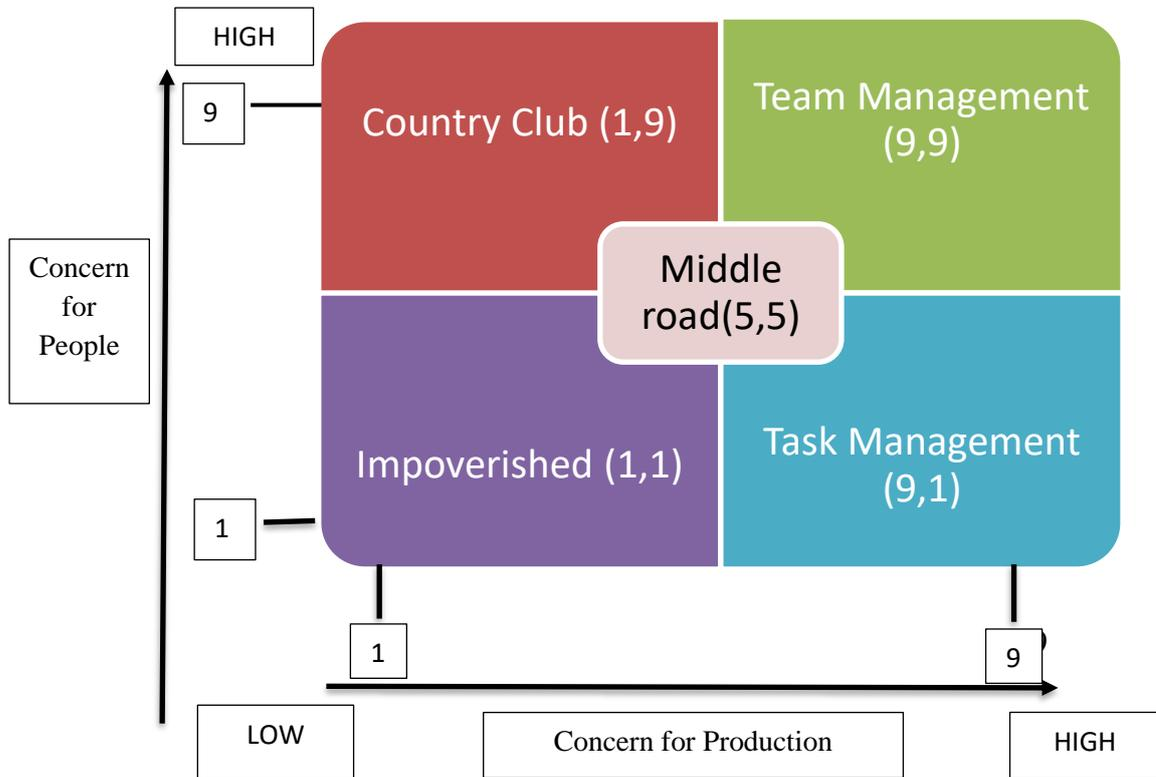 HIGH
9
Country Club (1,9)
Team Management
(9,9)
Concern
for
People
Middle
road(5,5)
Impoverished (1,1)
Task Management
(9,1)
1
1
9
LOW
Concern for Production
HIGH